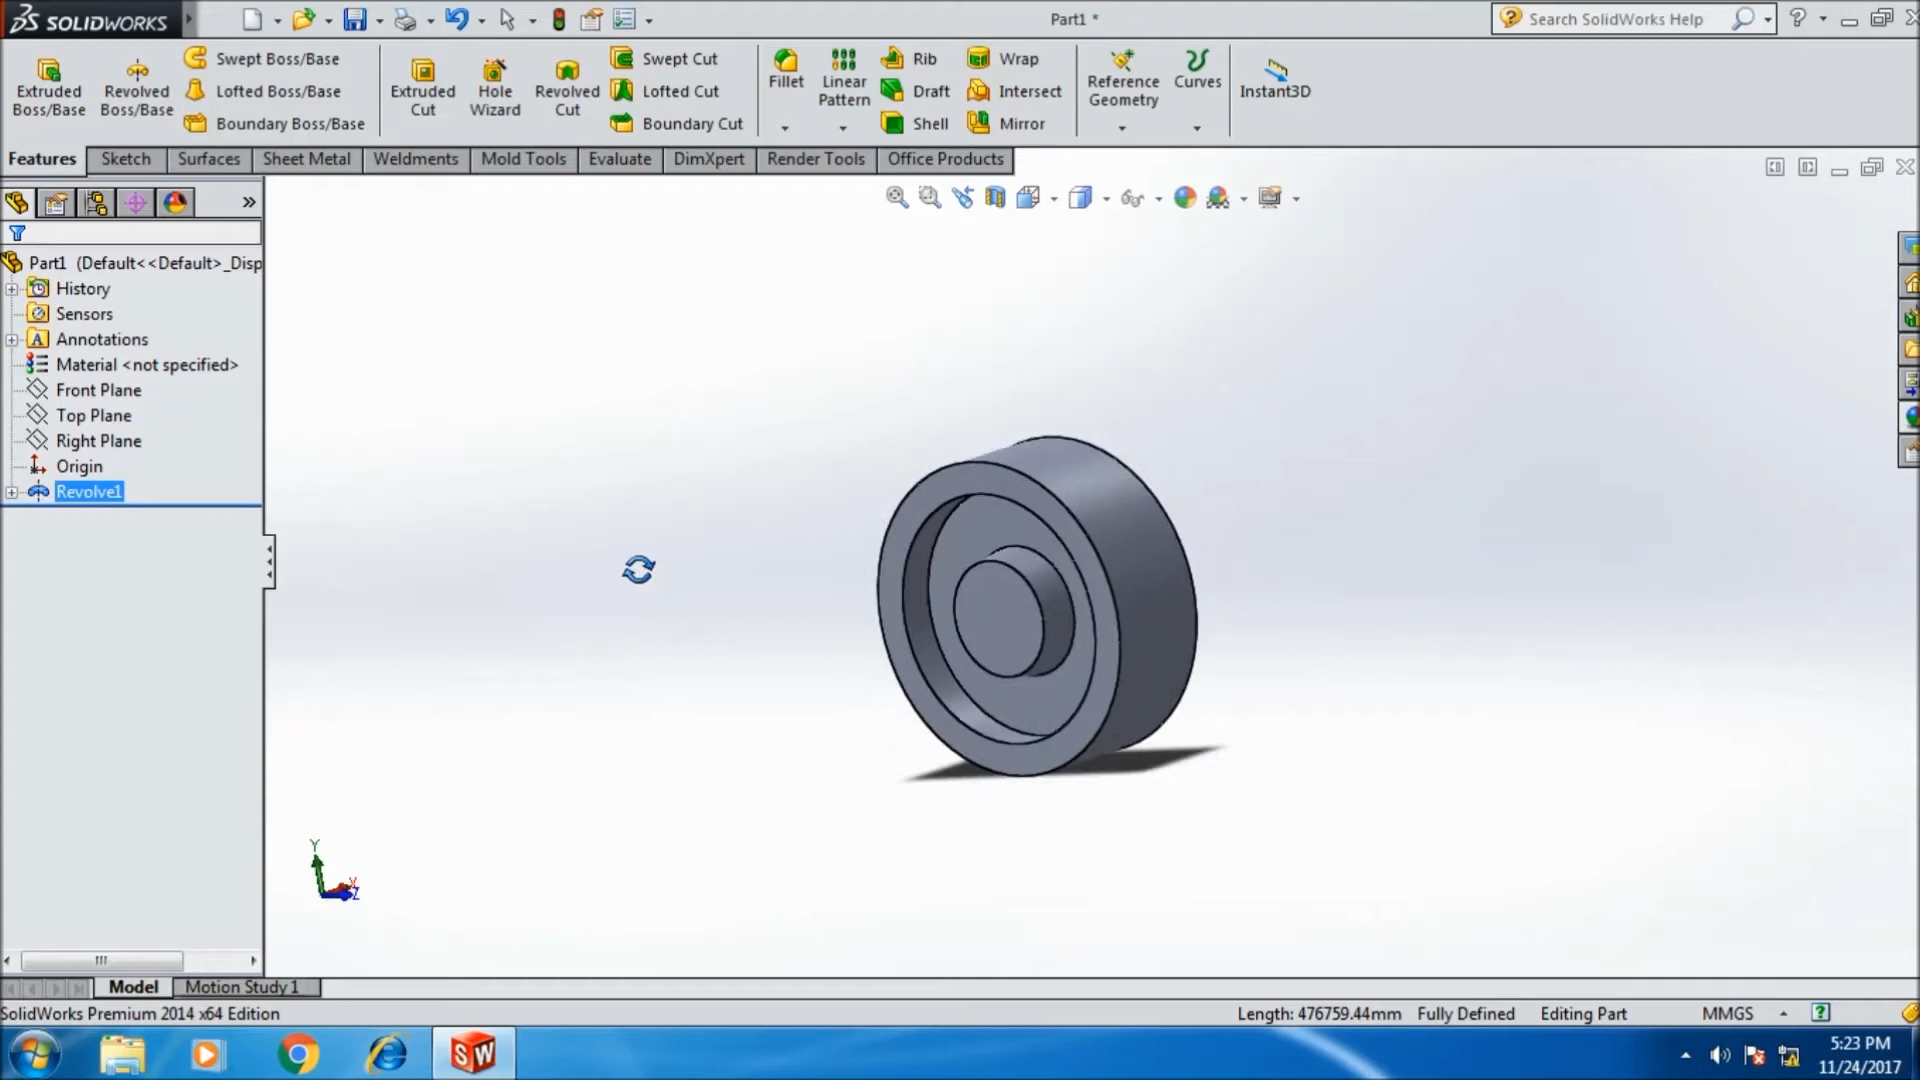 SOLIDWORKS
Part1 *
Search SolidWorks Help
Extruded Boss/Base
Revolved Boss/Base
Swept Boss/Base
Lofted Boss/Base
Boundary Boss/Base
Extruded Cut
Hole Wizard
Revolved Cut
Swept Cut
Lofted Cut
Boundary Cut
Fillet
Linear Pattern
Rib
Draft
Shell
Wrap
Intersect
Mirror
Reference Geometry
Curves
Instant3D
Features Sketch Surfaces Sheet Metal Weldments Mold Tools Evaluate DimXpert Render Tools Office Products
Part1 (Default<<Default>_Disp
History
Sensors
Annotations
Material <not specified>
Front Plane
Top Plane
Right Plane
Origin
Revolve1
Y
X
Z
Model Motion Study 1
SolidWorks Premium 2014 x64 Edition
Length: 476759.44mm Fully Defined Editing Part MMGS
SW
5:23 PM
11/24/2017